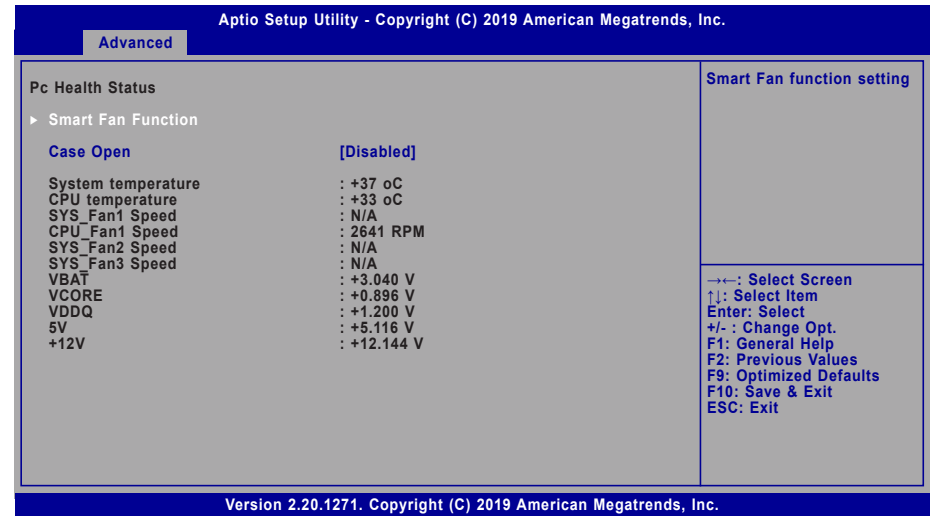 Aptio Setup Utility - Copyright (C) 2019 American Megatrends, Inc.
Advanced
Pc Health Status
► Smart Fan Function
Case Open [Disabled]
System temperature : +37 oC
CPU temperature : +33 oC
SYS_Fan1 Speed : N/A
CPU_Fan1 Speed : 2641 RPM
SYS_Fan2 Speed : N/A
SYS_Fan3 Speed : N/A
VBAT : +3.040 V
VCORE : +0.896 V
VDDQ : +1.200 V
5V : +5.116 V
+12V : +12.144 V
Smart Fan function setting
→←: Select Screen
↑↓: Select Item
Enter: Select
+/- : Change Opt.
F1: General Help
F2: Previous Values
F9: Optimized Defaults
F10: Save & Exit
ESC: Exit
Version 2.20.1271. Copyright (C) 2019 American Megatrends, Inc.